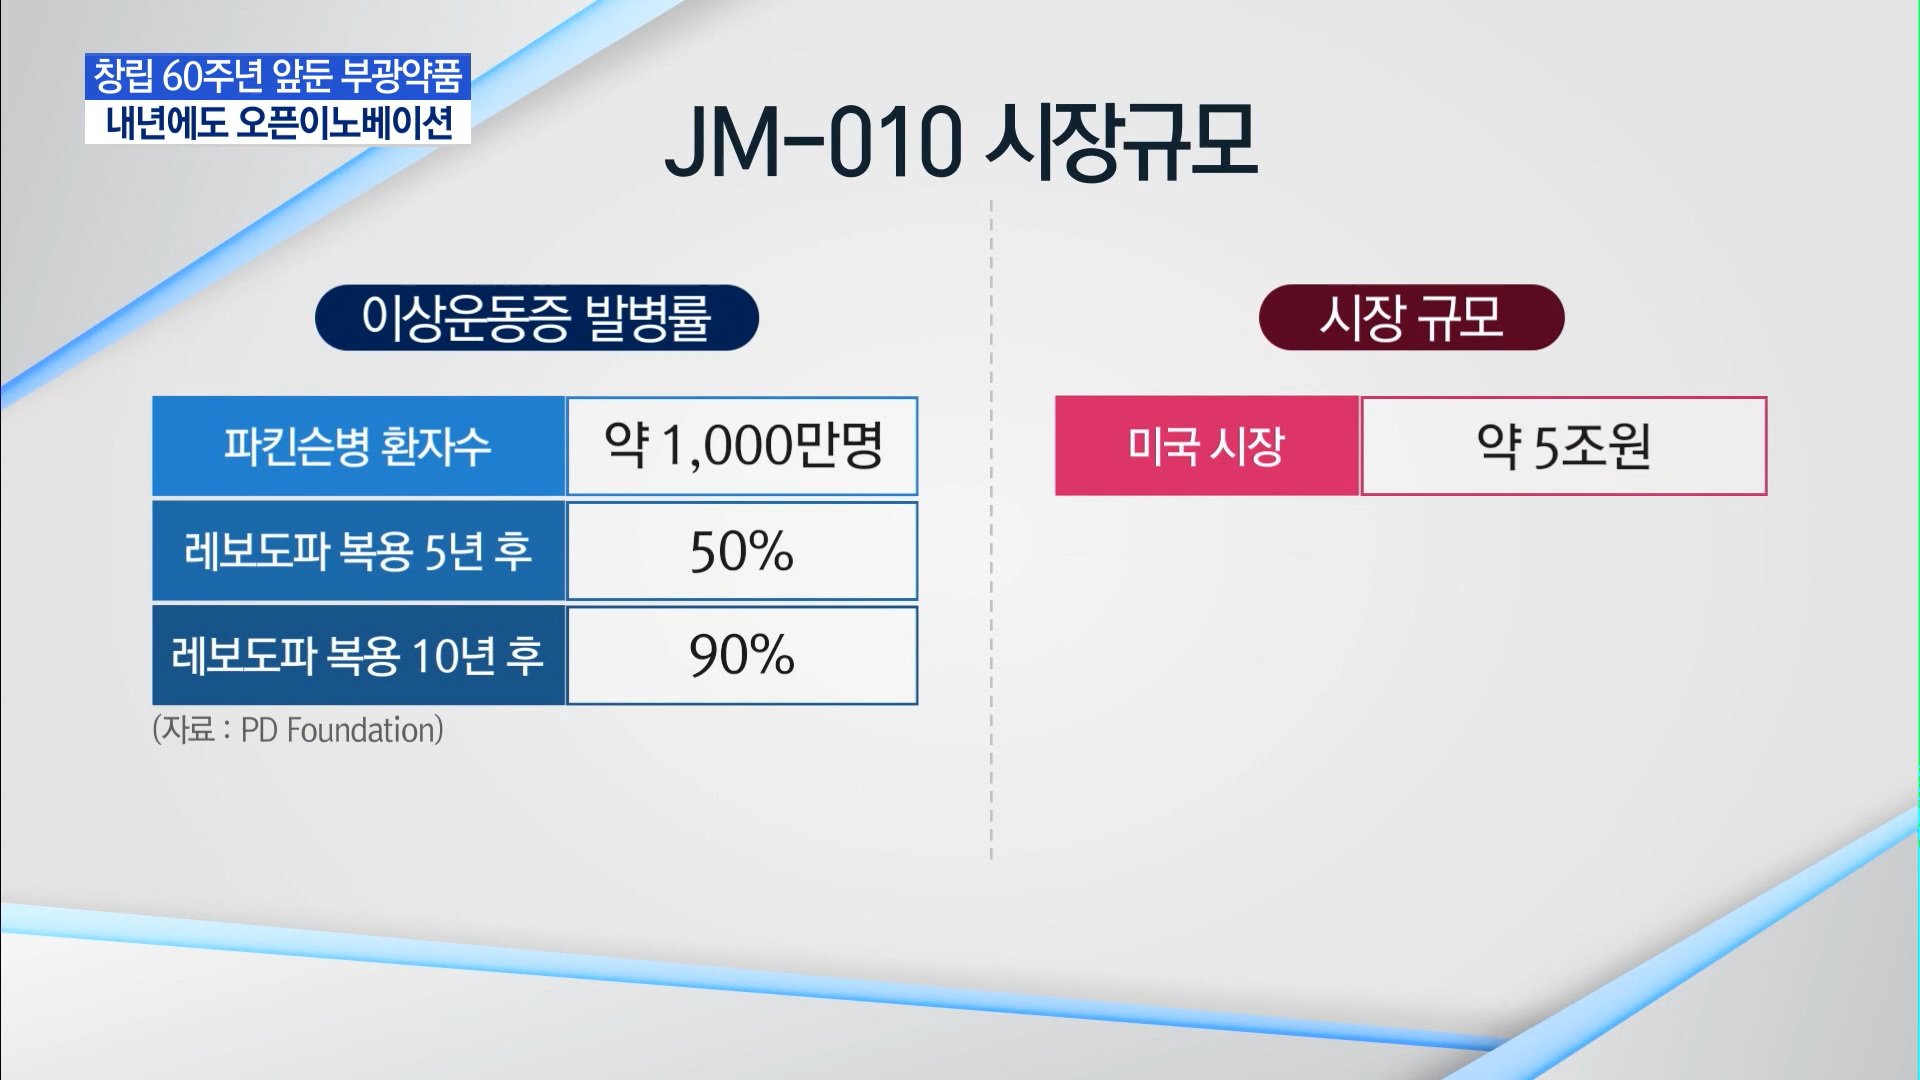 창립 60주년 앞둔 부광약품
내년에도 오픈이노베이션
JM-010 시장규모
이상운동증 발병률
파킨슨병 환자수 약 1,000만명
레보도파 복용 5년 후 50%
레보도파 복용 10년 후 90%
(자료 : PD Foundation)
시장 규모
미국 시장 약 5조원